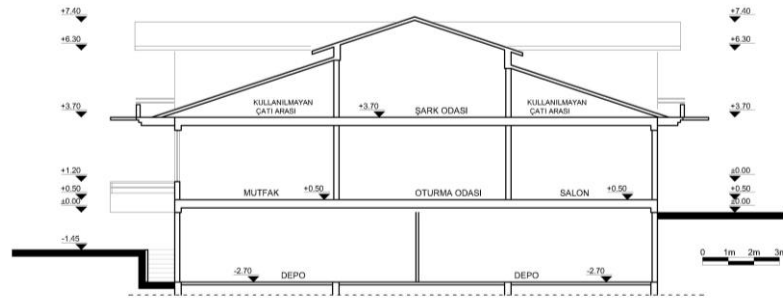 +7.40
+7.40
+6.30
+6.30
KULLANILMAYAN
ÇATI ARASI
KULLANILMAYAN
ÇATI ARASI
+3.70
+3.70
ŞARK ODASI
+3.70
+1.20
±0.00
+0.50
MUTFAK
+0.50
OTURMA ODASI
SALON
+0.50
+0.50
±0.00
±0.00
-1.45
0 1m 2m 3m
-2.70
DEPO
DEPO
-2.70